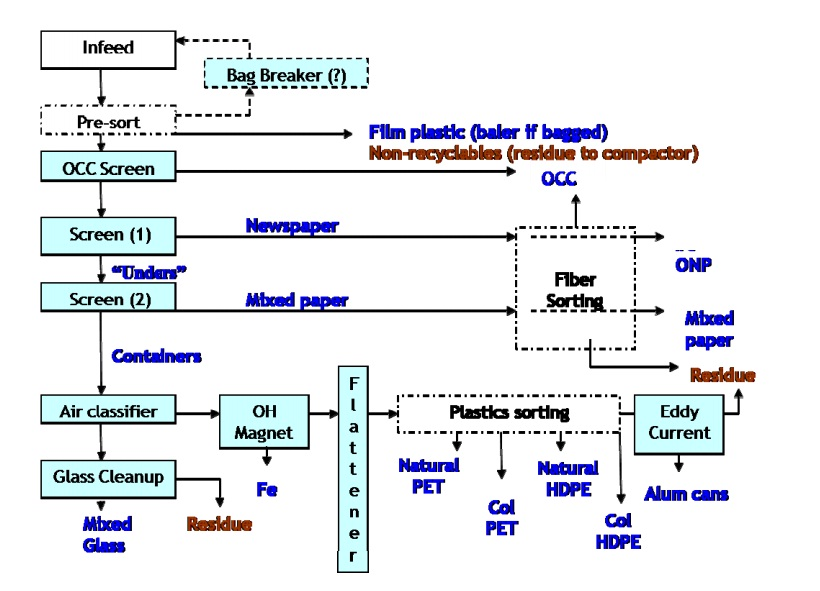 Infeed
Bag Breaker (?)
Pre-sort
Film plastic (baler if bagged)
Non-recyclables (residue to compactor)
OCC Screen
OCC
Screen (1)
Newspaper
ONP
"Unders"
Fiber
Sorting
Screen (2)
Mixed paper
Mixed
paper
Containers
Residue
Air classifier
OH
Magnet
F
l
a
t
t
e
n
e
r
Plastics sorting
Eddy
Current
Glass Cleanup
Fe
Natural
PET
Col
PET
Natural
HDPE
Col
HDPE
Alum cans
Mixed
Glass
Residue